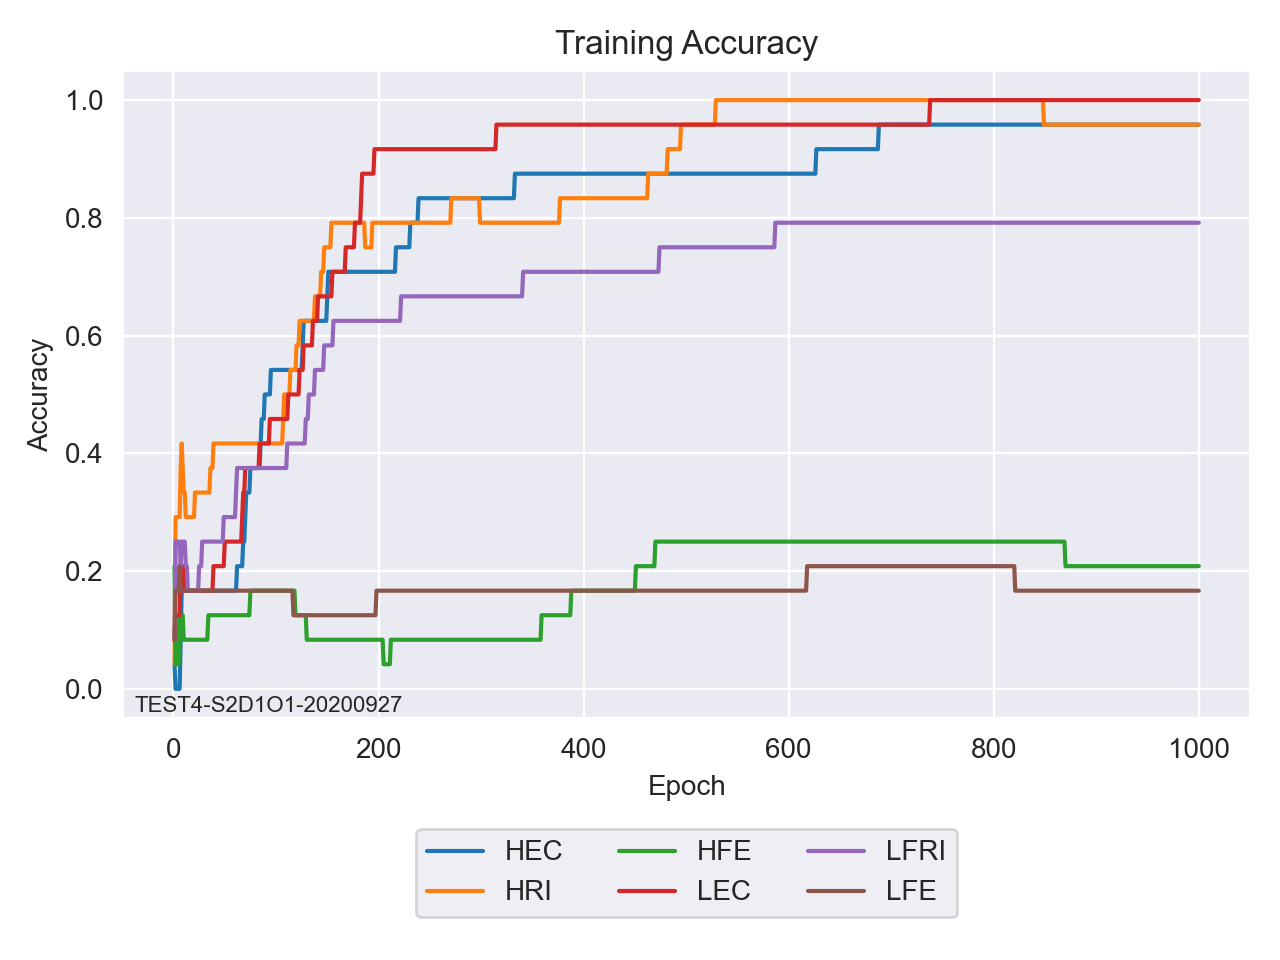 Training Accuracy
1.0
0.8
0.6
0.4
0.2
0.0
Accuracy
TEST4-S2D1O1-20200927
0 200 400 600 800 1000
Epoch
HEC HFE LFRI
HRI LEC LFE